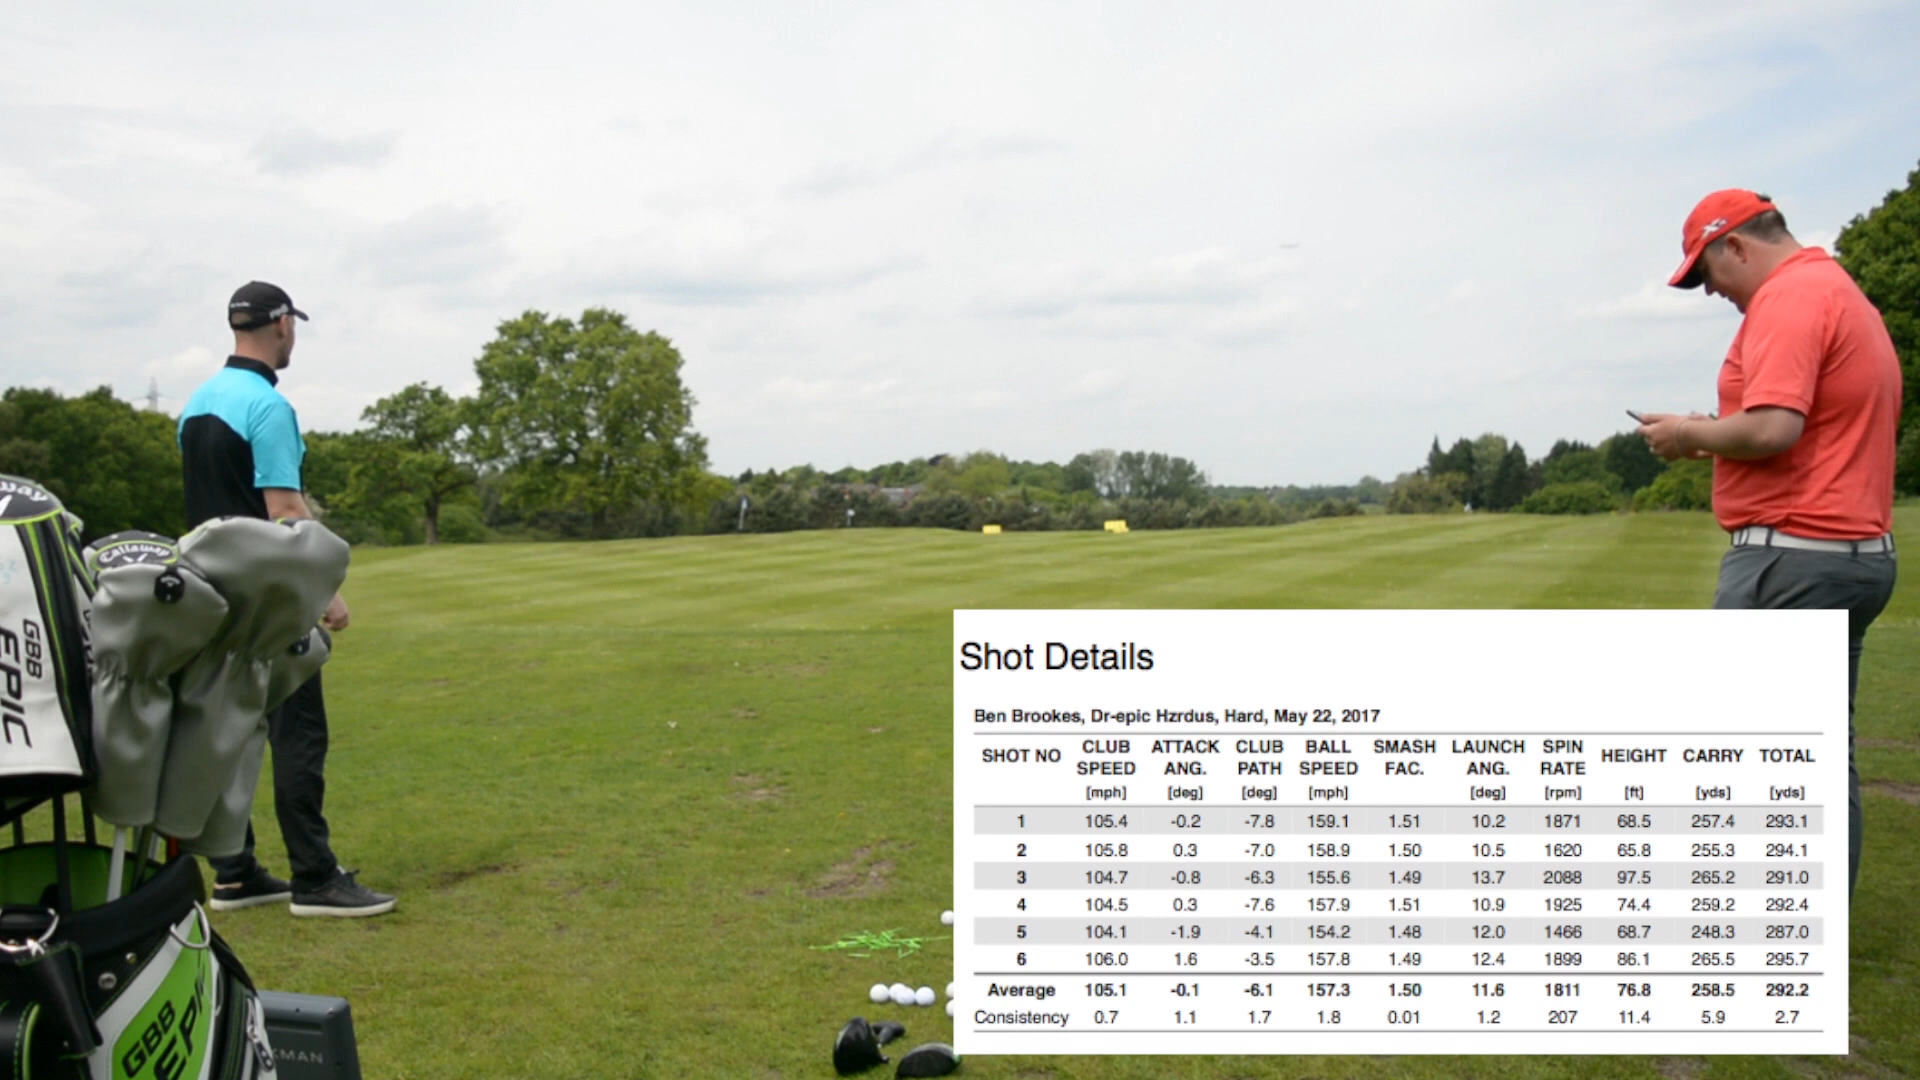 Callaway
GBB
EPIC
GBB
Shot Details
Ben Brookes, Dr-epic Hzrdus, Hard, May 22, 2017
SHOT NO CLUB SPEED ATTACK ANG. CLUB PATH BALL SPEED SMASH FAC. LAUNCH ANG. SPIN RATE HEIGHT CARRY TOTAL
[mph] [deg] [deg] [mph] [deg] [rpm] [ft] [yds] [yds]
1 105.4 -0.2 -7.8 159.1 1.51 10.2 1871 68.5 257.4 293.1
2 105.8 0.3 -7.0 158.9 1.50 10.5 1620 65.8 255.3 294.1
3 104.7 -0.8 -6.3 155.6 1.49 13.7 2088 97.5 265.2 291.0
4 104.5 0.3 -7.6 157.9 1.51 10.9 1925 74.4 259.2 292.4
5 104.1 -1.9 -4.1 154.2 1.48 12.0 1466 68.7 248.3 287.0
6 106.0 1.6 -3.5 157.8 1.49 12.4 1899 86.1 265.5 295.7
Average 105.1 -0.1 -6.1 157.3 1.50 11.6 1811 76.8 258.5 292.2
Consistency 0.7 1.1 1.7 1.8 0.01 1.2 207 11.4 5.9 2.7